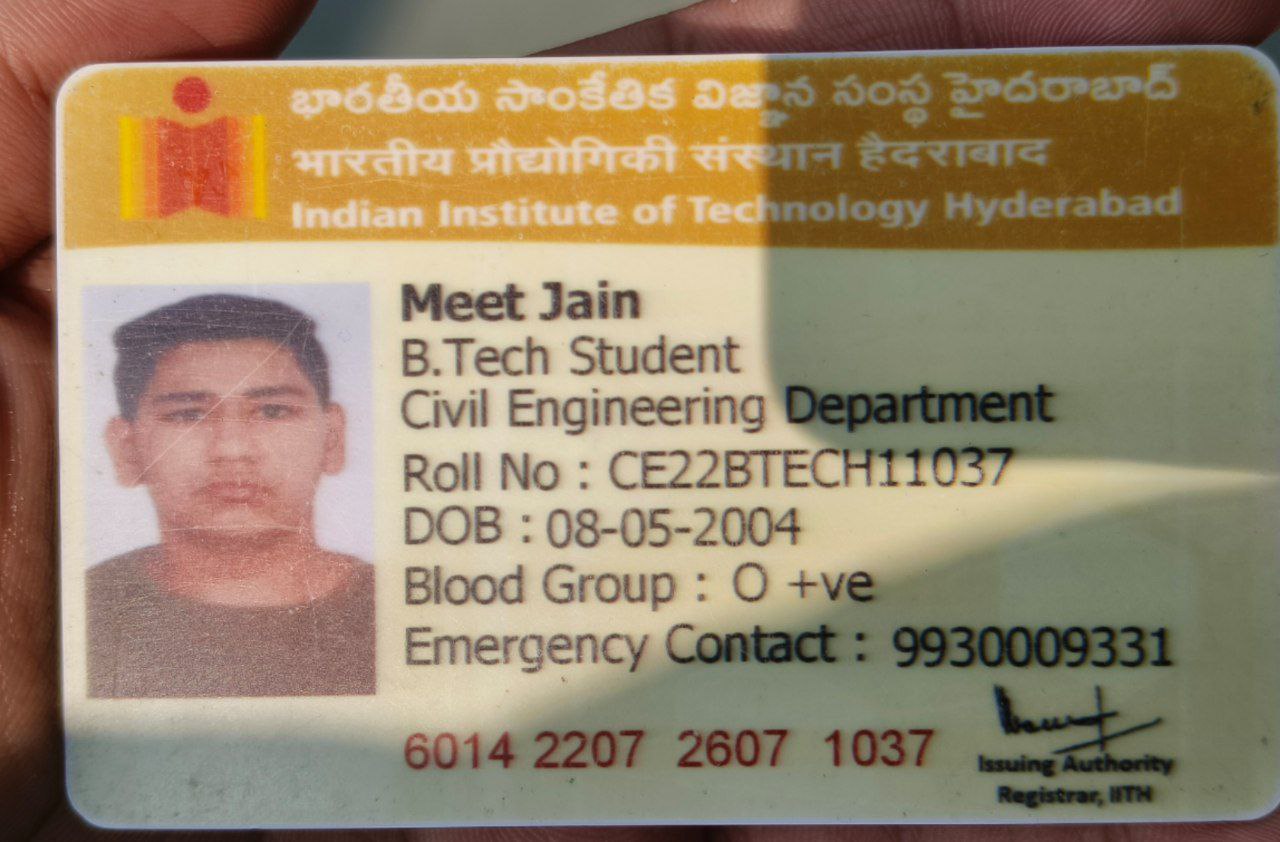 భారతీయ సాంకేతిక విజ్ఞాన సంస్థ హైదరాబాద్
भारतीय प्रौद्योगिकी संस्थान हैदराबाद
Indian Institute of Technology Hyderabad
Meet Jain
B.Tech Student
Civil Engineering Department
Roll No : CE22BTECH11037
DOB : 08-05-2004
Blood Group : O +ve
Emergency Contact : 9930009331
6014 2207 2607 1037
Issuing Authority
Registrar, IITH